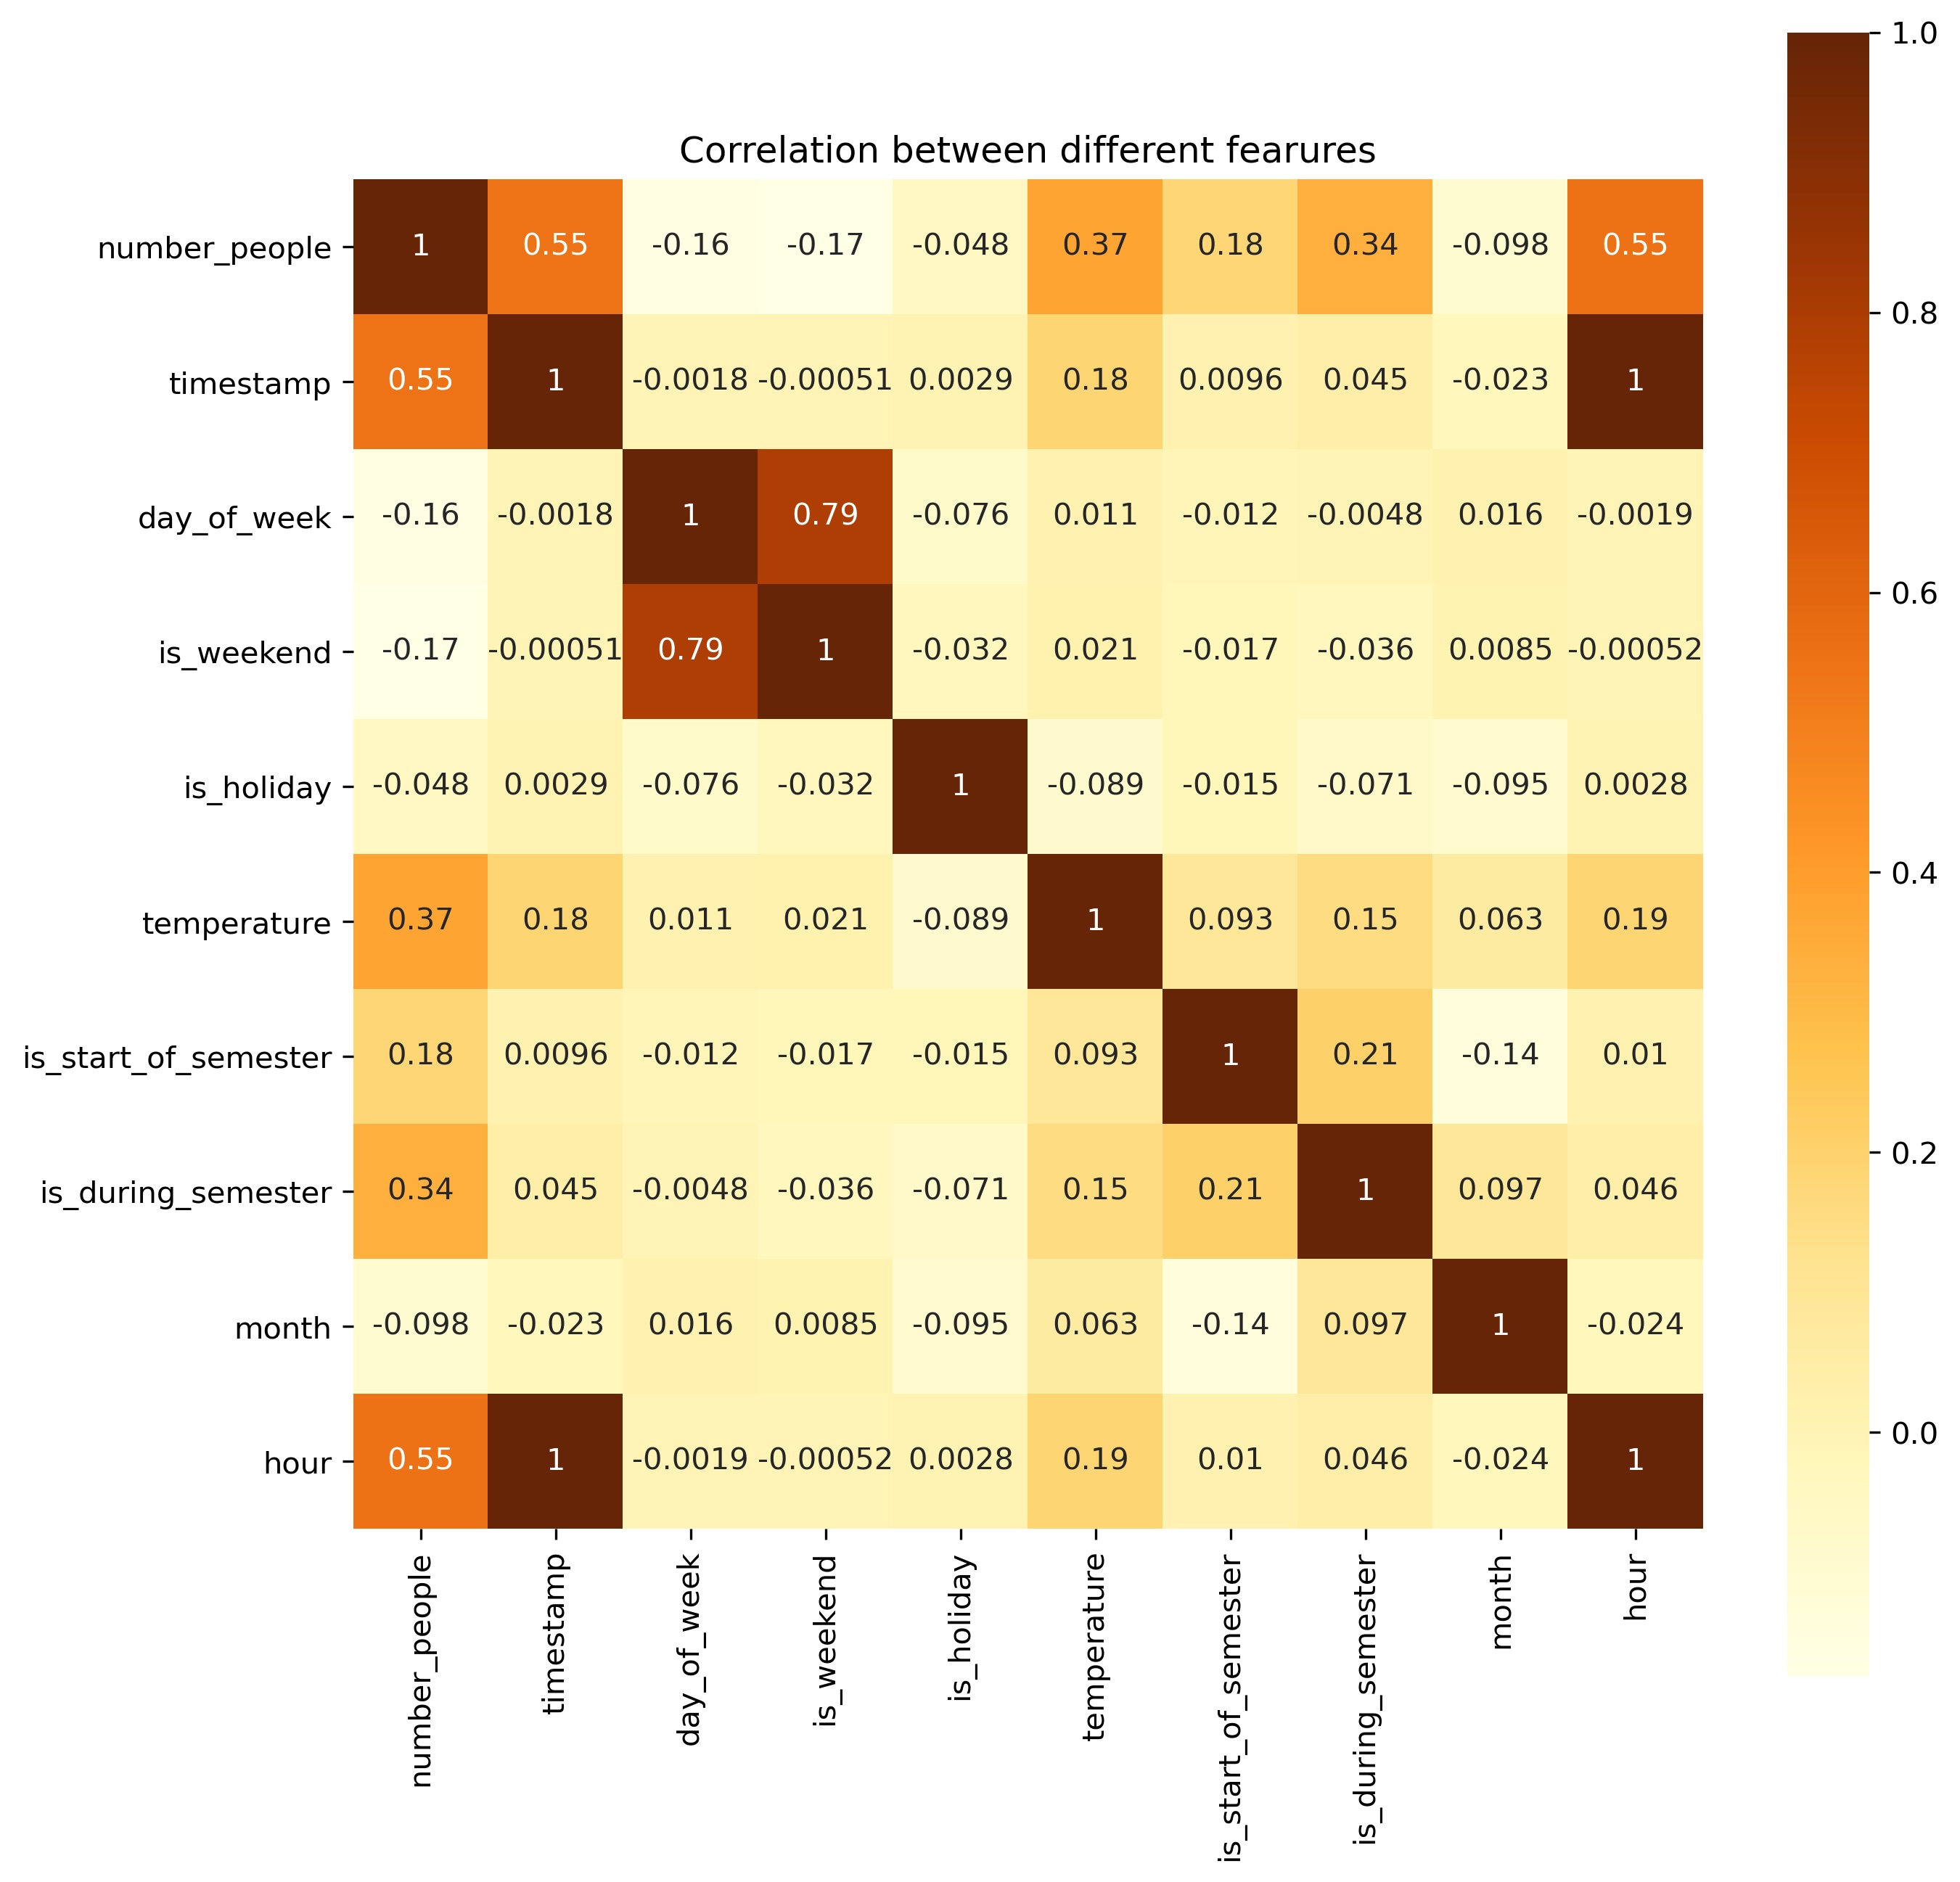 Correlation between different fearures
number_people 1 0.55 -0.16 -0.17 -0.048 0.37 0.18 0.34 -0.098 0.55
timestamp 0.55 1 -0.0018 -0.00051 0.0029 0.18 0.0096 0.045 -0.023 1
day_of_week -0.16 -0.0018 1 0.79 -0.076 0.011 -0.012 -0.0048 0.016 -0.0019
is_weekend -0.17 -0.00051 0.79 1 -0.032 0.021 -0.017 -0.036 0.0085 -0.00052
is_holiday -0.048 0.0029 -0.076 -0.032 1 -0.089 -0.015 -0.071 -0.095 0.0028
temperature 0.37 0.18 0.011 0.021 -0.089 1 0.093 0.15 0.063 0.19
is_start_of_semester 0.18 0.0096 -0.012 -0.017 -0.015 0.093 1 0.21 -0.14 0.01
is_during_semester 0.34 0.045 -0.0048 -0.036 -0.071 0.15 0.21 1 0.097 0.046
month -0.098 -0.023 0.016 0.0085 -0.095 0.063 -0.14 0.097 1 -0.024
hour 0.55 1 -0.0019 -0.00052 0.0028 0.19 0.01 0.046 -0.024 1
number_people
timestamp
day_of_week
is_weekend
is_holiday
temperature
is_start_of_semester
is_during_semester
month
hour
1.0
0.8
0.6
0.4
0.2
0.0